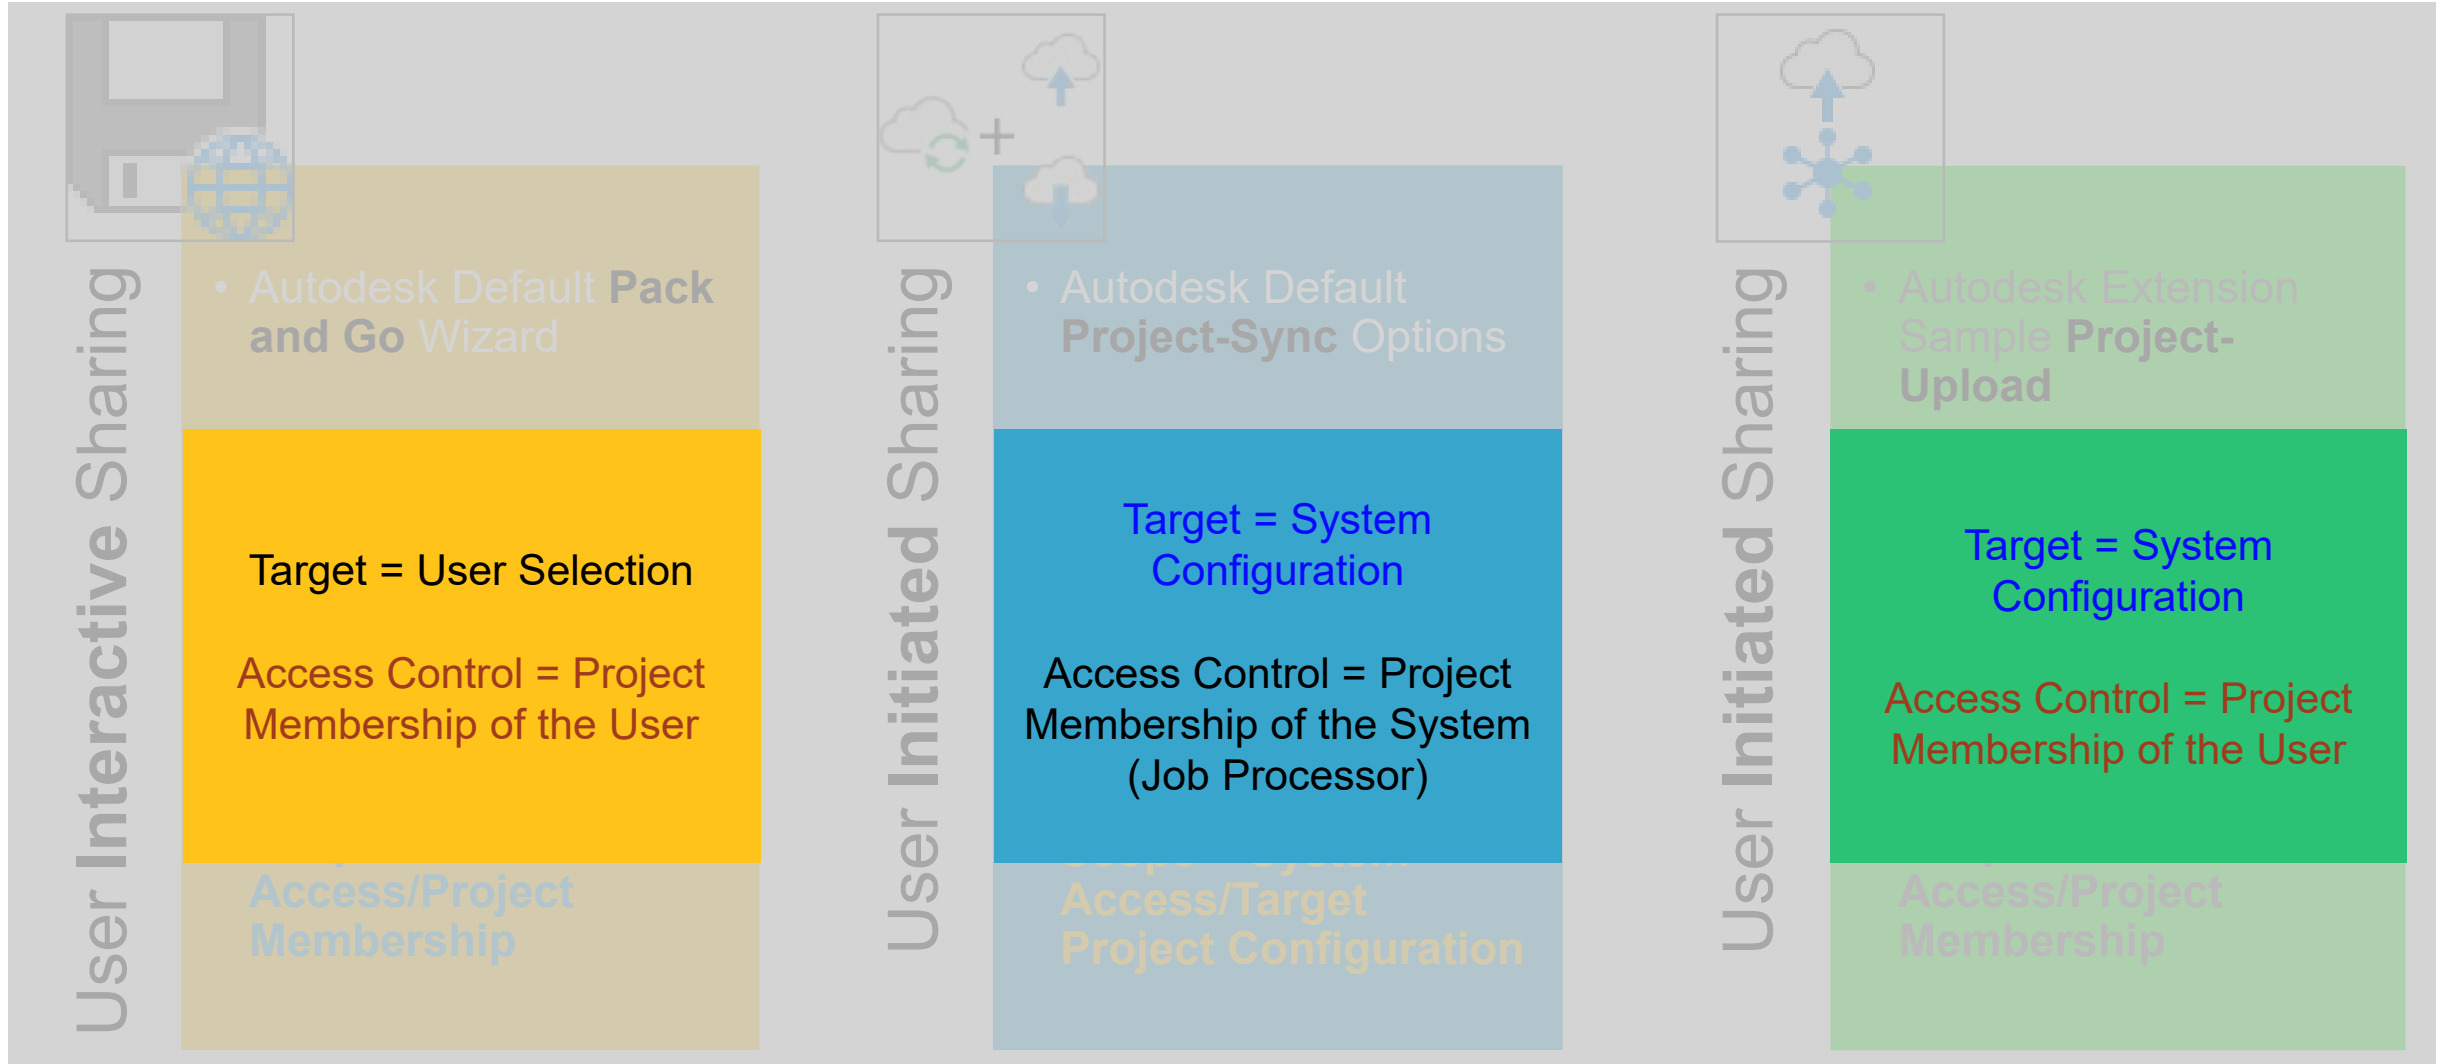 User Interactive Sharing
• Autodesk Default Pack
and Go Wizard
Target = User Selection
Access Control = Project
Membership of the User
Access/Project
Membership
User Initiated Sharing
• Autodesk Default
Project-Sync Options
Target = System
Configuration
Access Control = Project
Membership of the System
(Job Processor)
Access/Target
Project Configuration
User Initiated Sharing
• Autodesk Extension
Sample Project-
Upload
Target = System
Configuration
Access Control = Project
Membership of the User
Access/Project
Membership